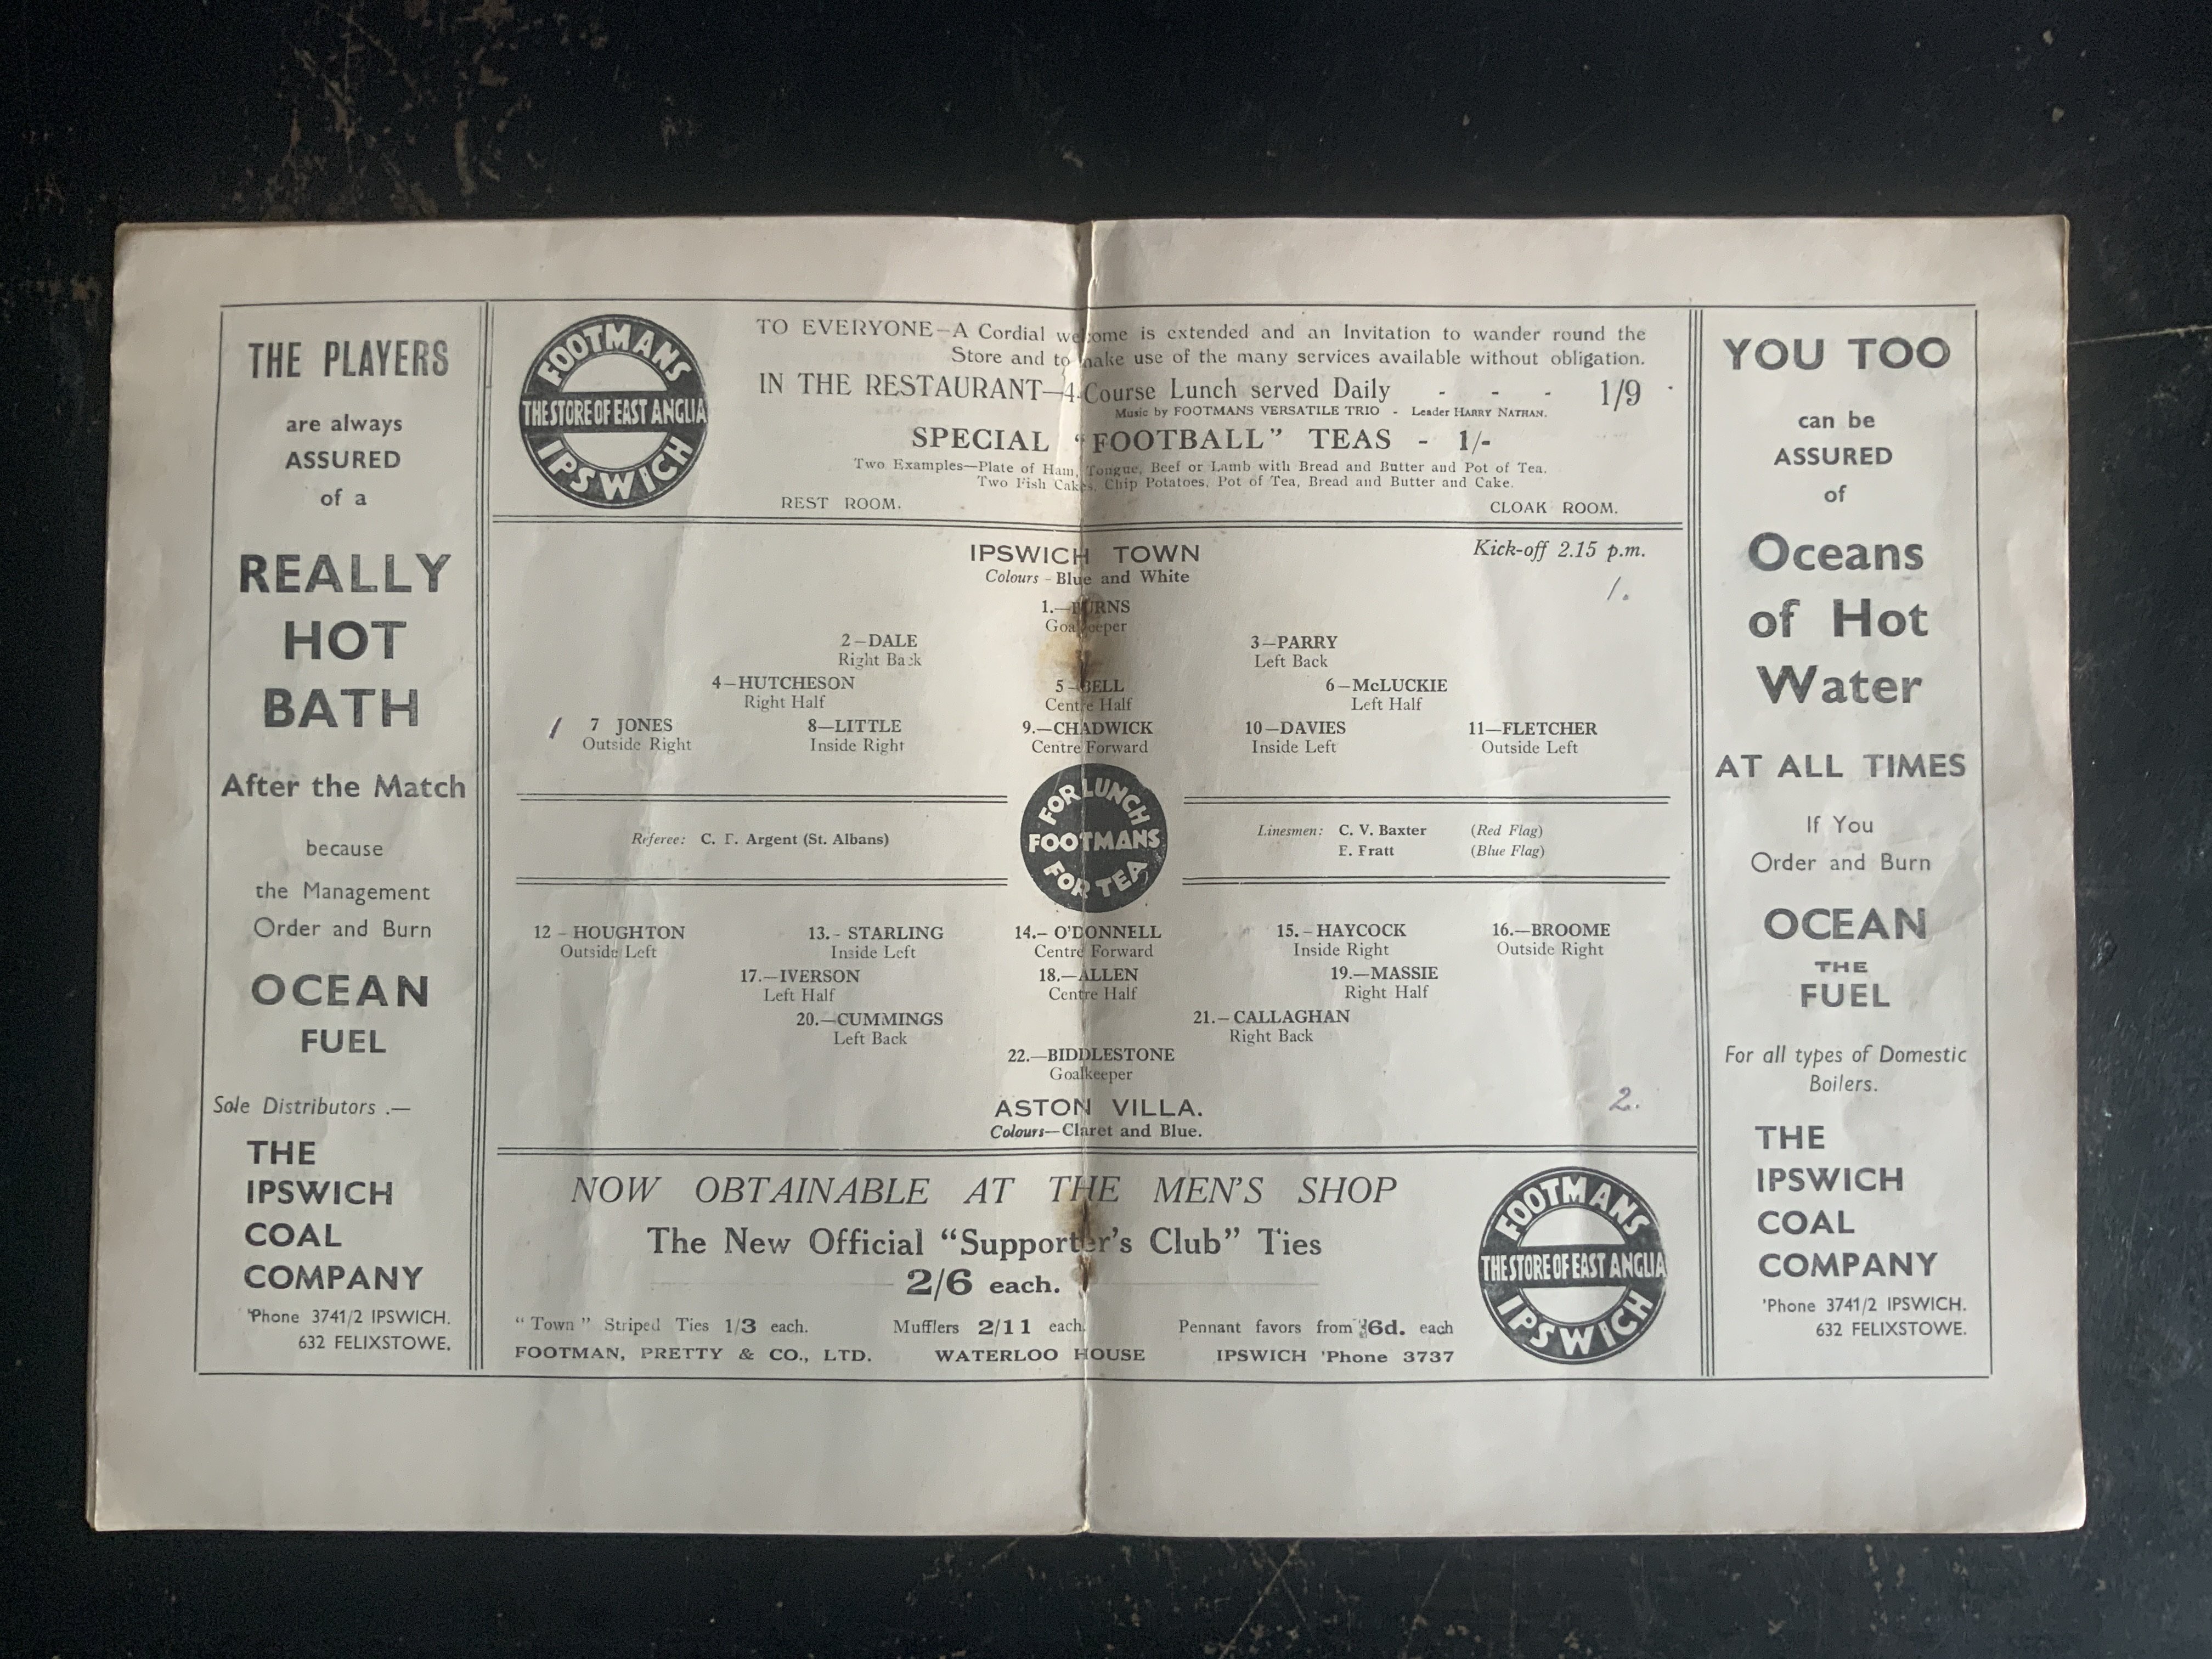 THE PLAYERS
are always
ASSURED
of a
REALLY
HOT
BATH
After the Match
because
the Management
Order and Burn
OCEAN
FUEL
Sole Distributors .—
THE
IPSWICH
COAL
COMPANY
'Phone 3741/2 IPSWICH.
632 FELIXSTOWE.
FOOTMANS
THE STORE OF EAST ANGLIA
IPSWICH
TO EVERYONE—A Cordial welcome is extended and an Invitation to wander round the
Store and to make use of the many services available without obligation.
IN THE RESTAURANT—4-Course Lunch served Daily - - - 1/9
Music by FOOTMANS VERSATILE TRIO - Leader HARRY NATHAN.
SPECIAL "FOOTBALL" TEAS - 1/-
Two Examples—Plate of Ham, Tongue, Beef or Lamb with Bread and Butter and Pot of Tea.
Two Fish Cakes, Chip Potatoes, Pot of Tea, Bread and Butter and Cake.
REST ROOM. CLOAK ROOM.
IPSWICH TOWN Kick-off 2.15 p.m.
Colours - Blue and White
1.
1.—BURNS
Goalkeeper
2—DALE 3—PARRY
Right Back Left Back
4—HUTCHESON 5—BELL 6—McLUCKIE
Right Half Centre Half Left Half
/ 7 JONES 8—LITTLE 9.—CHADWICK 10—DAVIES 11—FLETCHER
Outside Right Inside Right Centre Forward Inside Left Outside Left
FOR LUNCH
FOOTMANS
FOR TEA
Referee: Argent (St. Albans) Linesmen: C. V. Baxter (Red Flag)
Fratt (Blue Flag)
12 - HOUGHTON 13.- STARLING 14.- O'DONNELL 15.- HAYCOCK 16.—BROOME
Outside Left Inside Left Centre Forward Inside Right Outside Right
17.—IVERSON 18.—ALLEN 19.—MASSIE
Left Half Centre Half Right Half
20.—CUMMINGS 21.—CALLAGHAN
Left Back Right Back
22.—BIDDLESTONE
Goalkeeper
ASTON VILLA. 2.
Colours—Claret and Blue.
NOW OBTAINABLE AT THE MEN'S SHOP
The New Official "Supporter's Club" Ties
2/6 each.
"Town" Striped Ties 1/3 each. Mufflers 2/11 each. Pennant favors from 6d. each
FOOTMAN, PRETTY & CO., LTD. WATERLOO HOUSE IPSWICH 'Phone 3737
FOOTMANS
THE STORE OF EAST ANGLIA
IPSWICH
YOU TOO
can be
ASSURED
of
Oceans
of Hot
Water
AT ALL TIMES
If You
Order and Burn
OCEAN
THE
FUEL
For all types of Domestic
Boilers.
THE
IPSWICH
COAL
COMPANY
'Phone 3741/2 IPSWICH.
632 FELIXSTOWE.